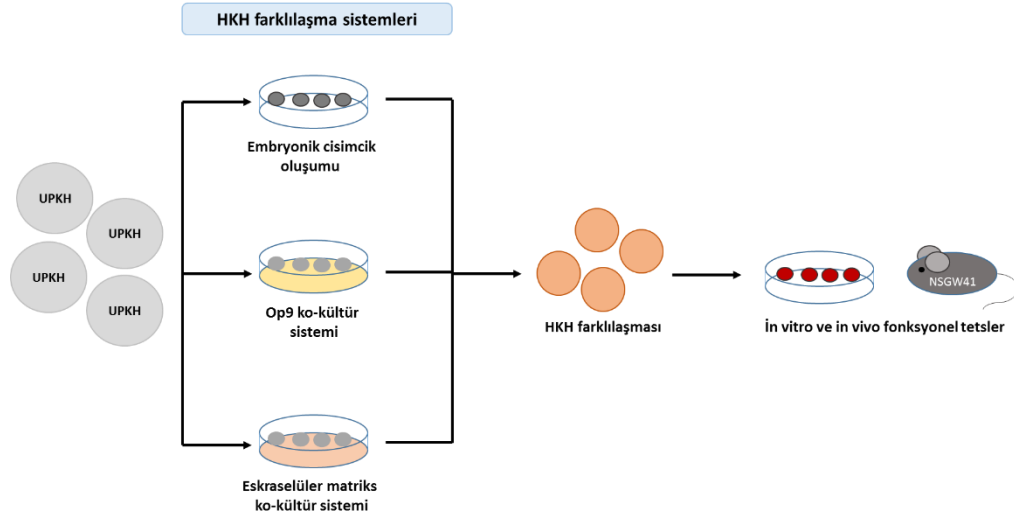 HKH farklılaşma sistemleri
Embryonik cisimcik
oluşumu
UPKH
UPKH
UPKH
UPKH
Op9 ko-kültür
sistemi
HKH farklılaşması
NSGW41
İn vitro ve in vivo fonksyonel tetsler
Eskraselüler matriks
ko-kültür sistemi